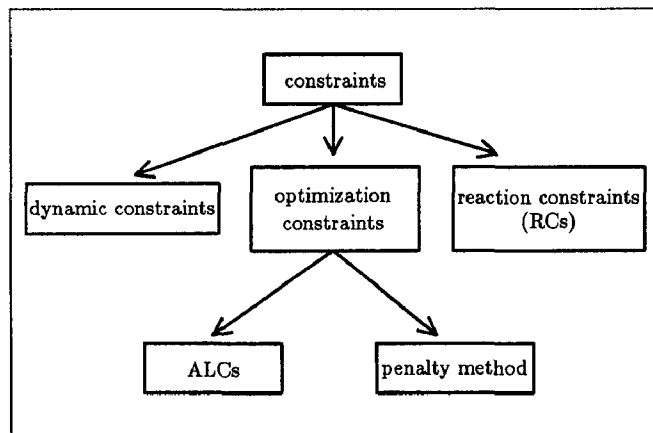 constraints
dynamic constraints
optimization
constraints
reaction constraints
(RCs)
ALCs
penalty method